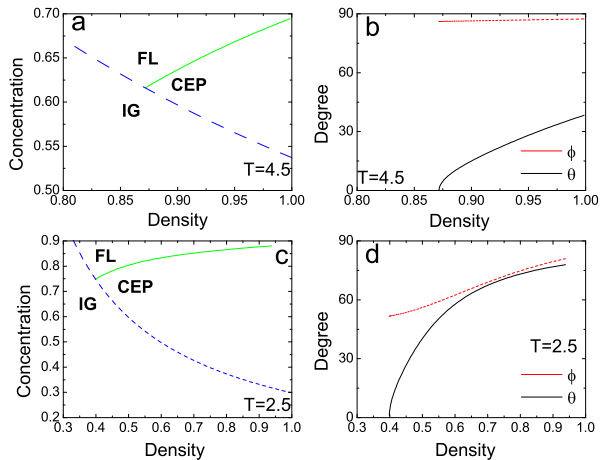 a
0.70
0.65
0.60
0.55
0.50
Concentration
FL
CEP
IG
T=4.5
0.80 0.85 0.90 0.95 1.00
Density
b
90
60
30
0
Degree
ϕ
θ
T=4.5
0.80 0.85 0.90 0.95 1.00
Density
c
0.9
0.8
0.7
0.6
0.5
0.4
0.3
0.2
Concentration
FL
CEP
IG
T=2.5
0.3 0.4 0.5 0.6 0.7 0.8 0.9 1.0
Density
d
90
60
30
0
Degree
T=2.5
ϕ
θ
0.3 0.4 0.5 0.6 0.7 0.8 0.9 1.0
Density